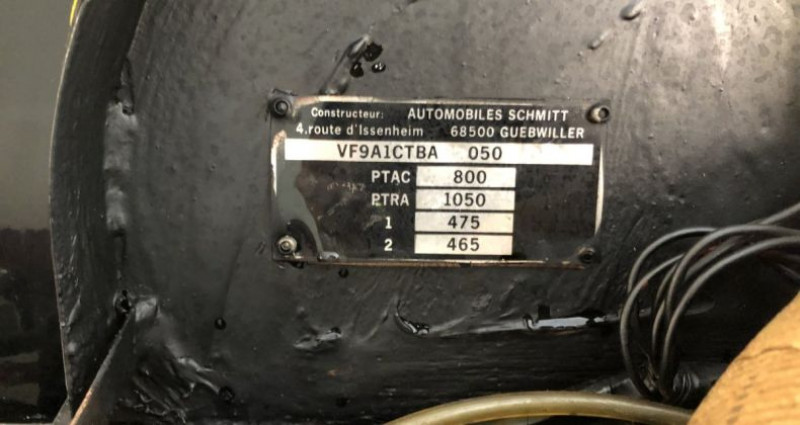 Constructeur: AUTOMOBILES SCHMITT
4.route d'Issenheim 68500 GUEBWILLER
VF9A1CTBA 050
PTAC 800
PTRA 1050
1 475
2 465